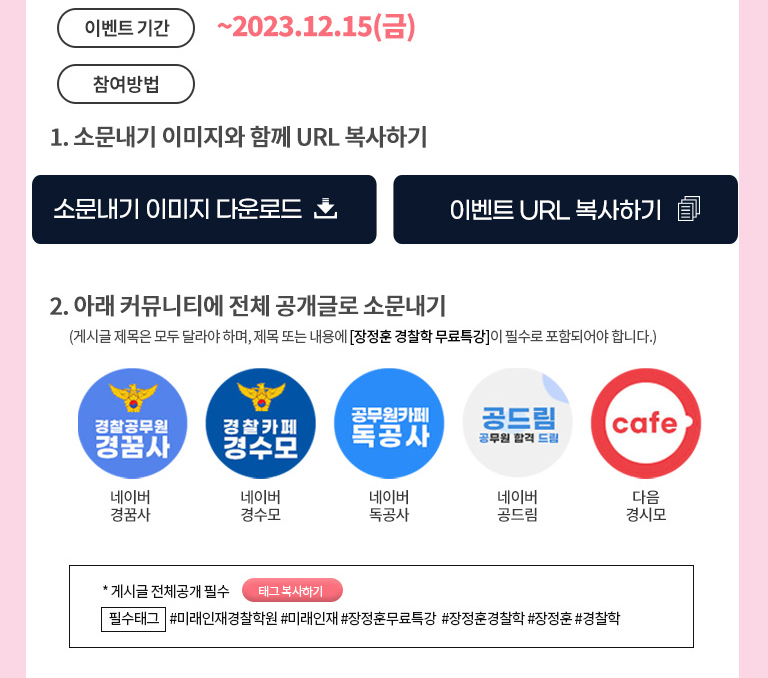 이벤트 기간 ~2023.12.15(금)
참여방법
1. 소문내기 이미지와 함께 URL 복사하기
소문내기 이미지 다운로드 이벤트 URL 복사하기
2. 아래 커뮤니티에 전체 공개글로 소문내기
(게시글 제목은 모두 달라야 하며, 제목 또는 내용에 [장정훈 경찰학 무료특강]이 필수로 포함되어야 합니다.)
경찰공무원
경꿈사
경찰카페
경수모
공무원카페
독공사
공드림
공무원 합격 드림
cafe
네이버
경꿈사
네이버
경수모
네이버
독공사
네이버
공드림
다음
경시모
* 게시글 전체공개 필수 태그 복사하기
필수태그 #미래인재경찰학원 #미래인재 #장정훈무료특강 #장정훈경찰학 #장정훈 #경찰학